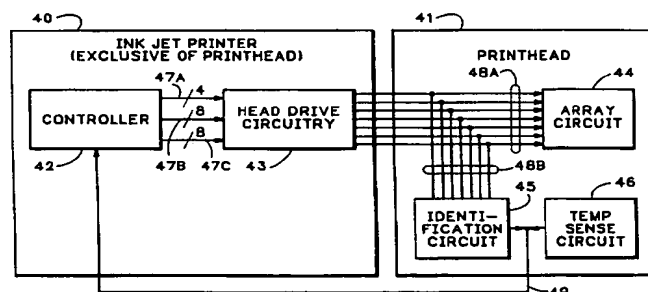 40
41
INK JET PRINTER
(EXCLUSIVE OF PRINTHEAD)
PRINTHEAD
47A
4
48A
44
CONTROLLER
8
HEAD DRIVE
CIRCUITRY
ARRAY
CIRCUIT
8
42
47B
47C
43
48B
45
46
IDENTI-
FICATION
CIRCUIT
TEMP
SENSE
CIRCUIT